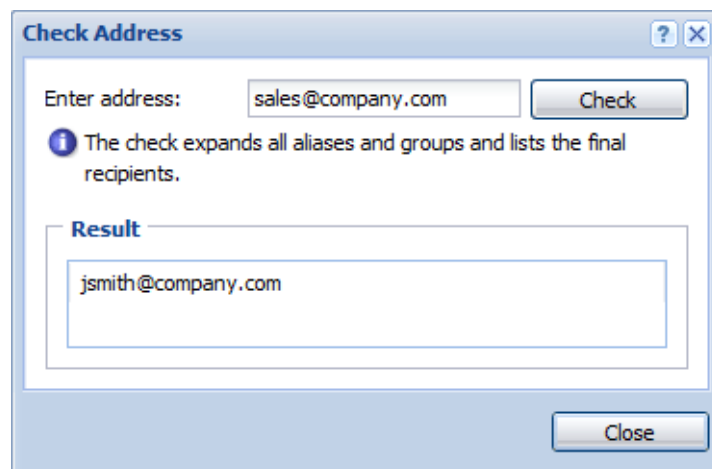 Check Address
Enter address: sales@company.com Check
The check expands all aliases and groups and lists the final
recipients.
Result
jsmith@company.com
Close